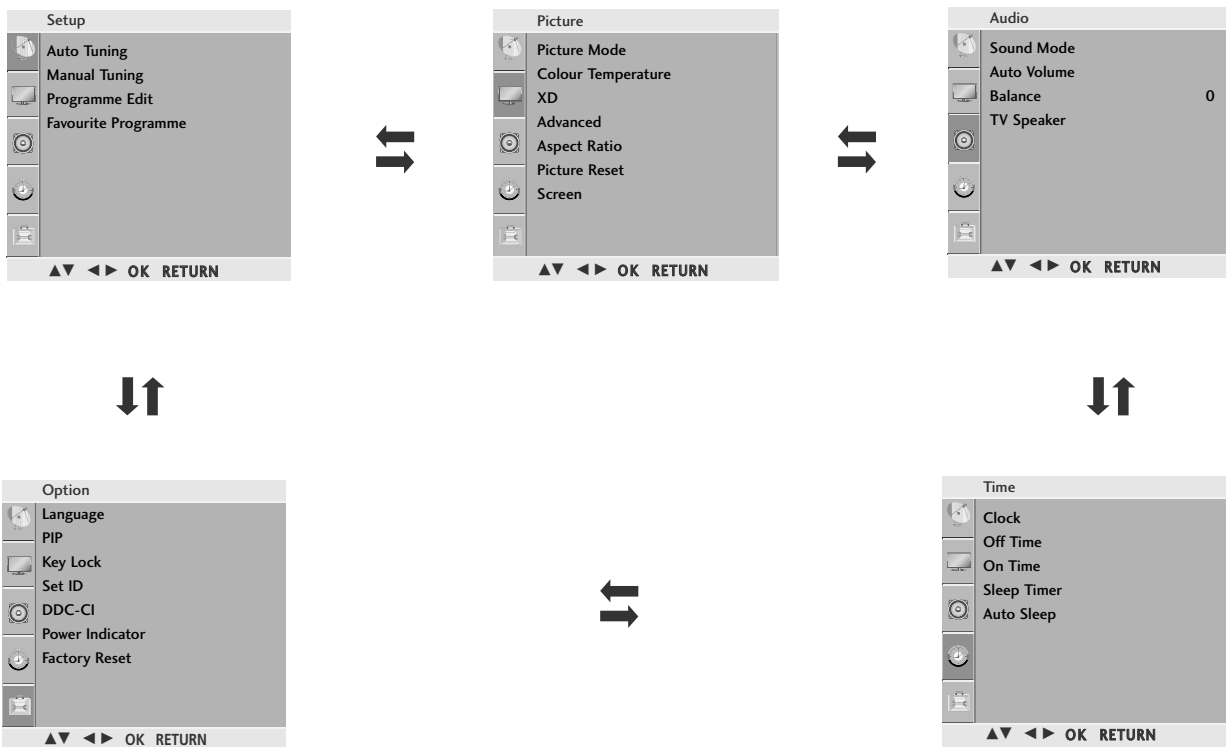 Setup
Auto Tuning
Manual Tuning
Programme Edit
Favourite Programme
▲▼ ◄► OK RETURN
Picture
Picture Mode
Colour Temperature
XD
Advanced
Aspect Ratio
Picture Reset
Screen
▲▼ ◄► OK RETURN
Audio
Sound Mode
Auto Volume
Balance 0
TV Speaker
▲▼ ◄► OK RETURN
Option
Language
PIP
Key Lock
Set ID
DDC-CI
Power Indicator
Factory Reset
▲▼ ◄► OK RETURN
Time
Clock
Off Time
On Time
Sleep Timer
Auto Sleep
▲▼ ◄► OK RETURN